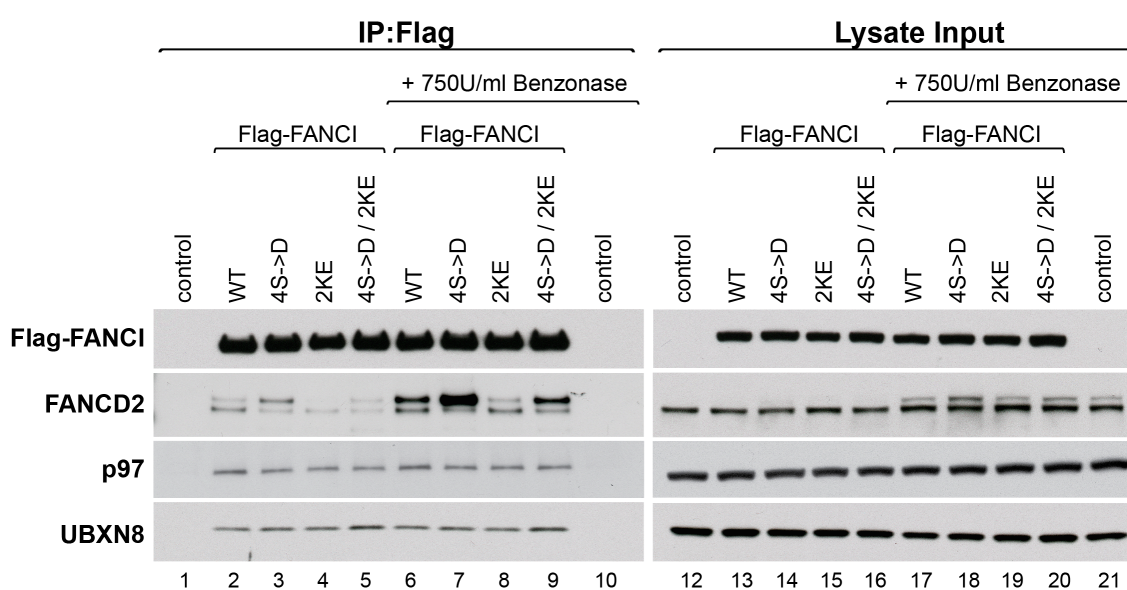 IP:Flag Lysate Input
+ 750U/ml Benzonase + 750U/ml Benzonase
Flag-FANCI Flag-FANCI Flag-FANCI Flag-FANCI
control WT 4S->D 2KE 4S->D / 2KE WT 4S->D 2KE 4S->D / 2KE control control WT 4S->D 2KE 4S->D / 2KE WT 4S->D 2KE 4S->D / 2KE control
Flag-FANCI
FANCD2
p97
UBXN8
1 2 3 4 5 6 7 8 9 10 12 13 14 15 16 17 18 19 20 21